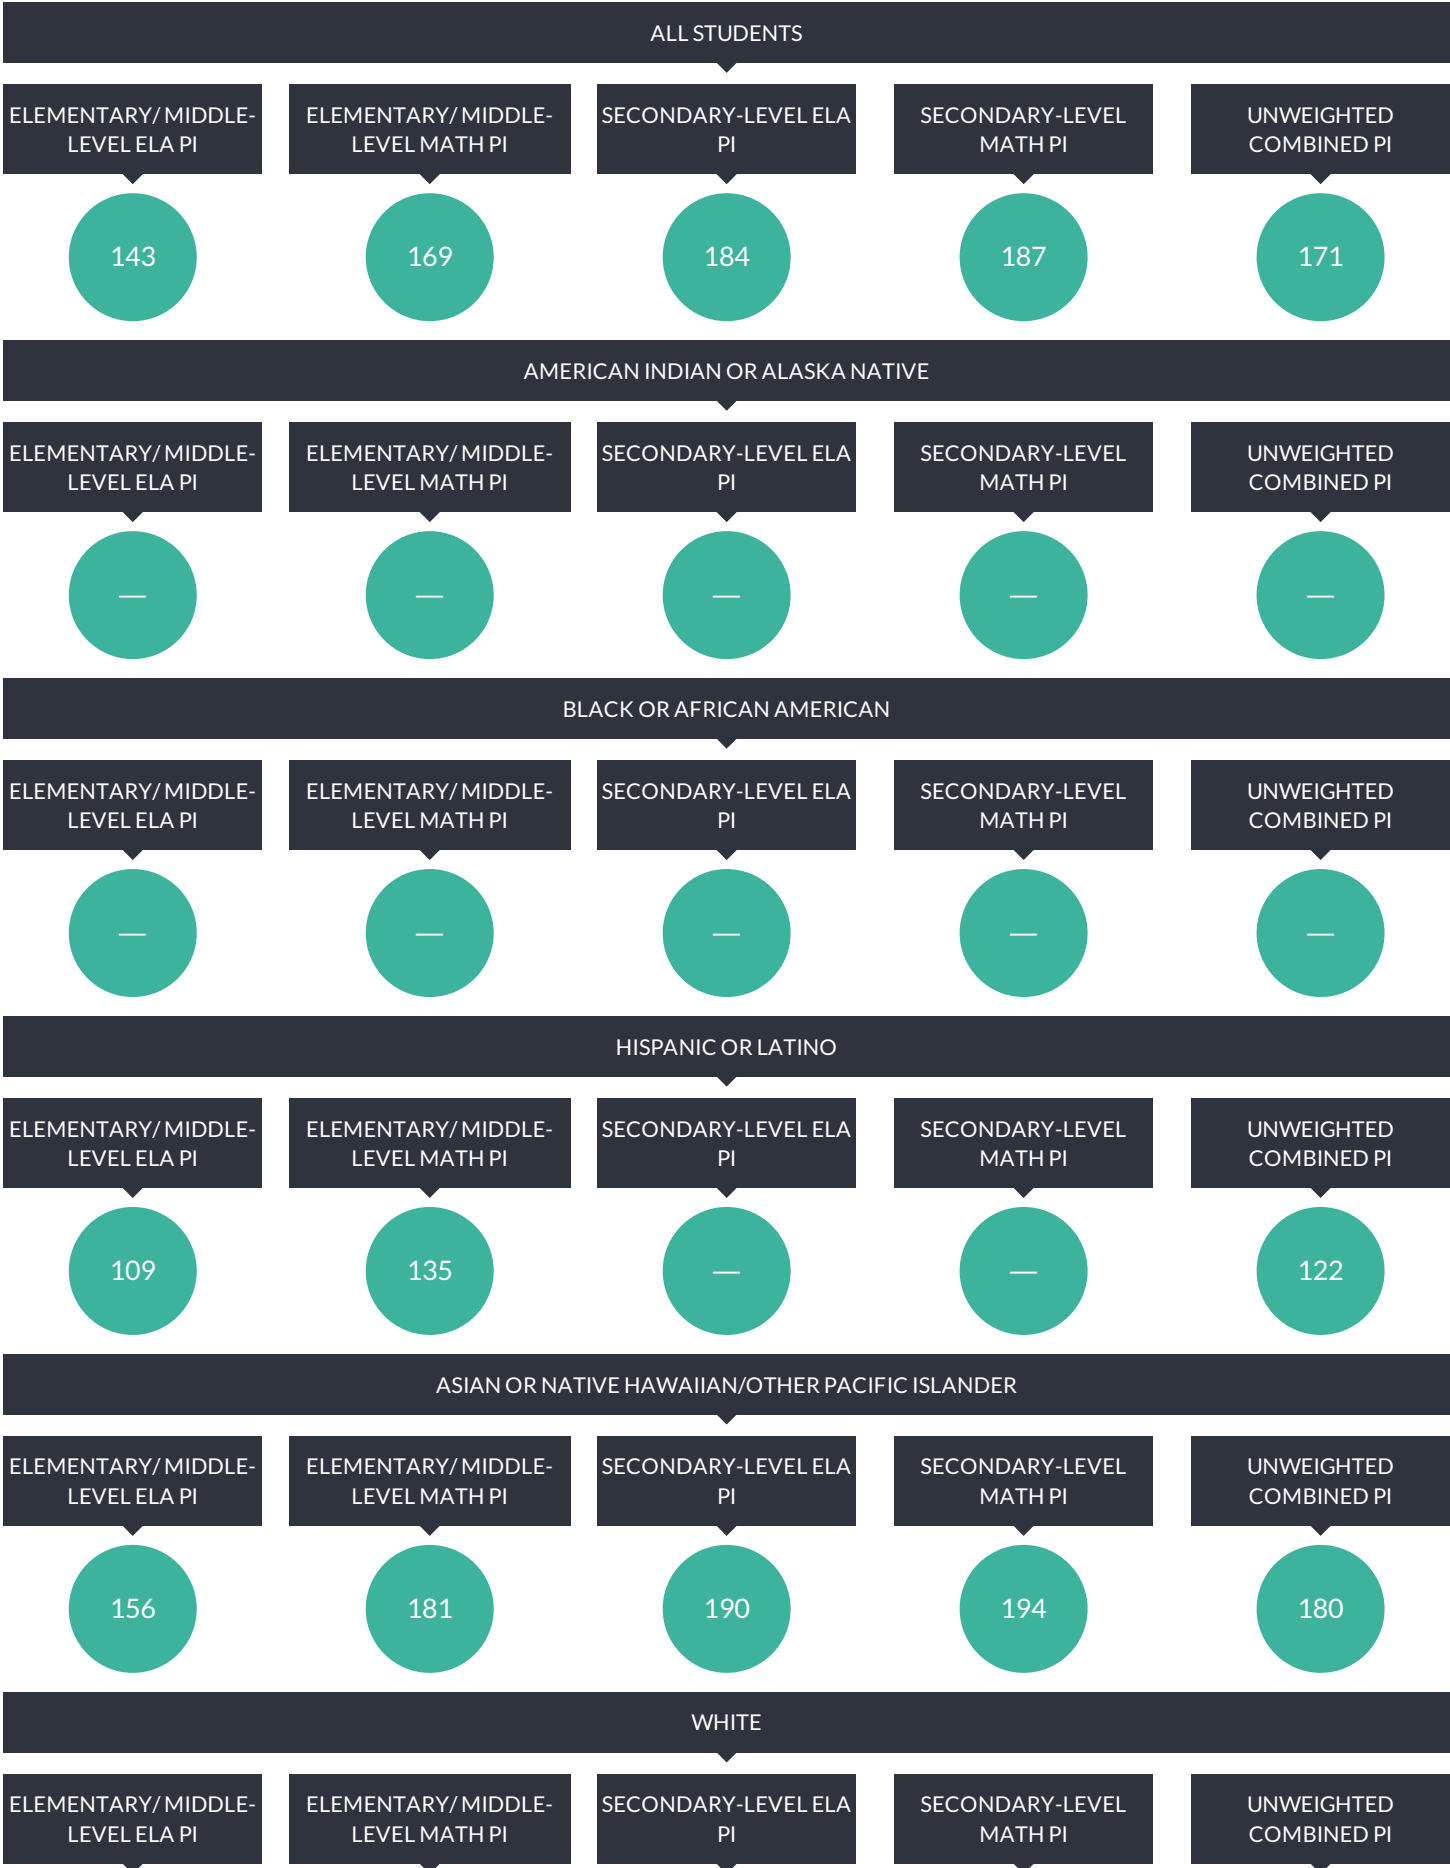 ALL STUDENTS
ELEMENTARY/ MIDDLE-
LEVEL ELA PI
ELEMENTARY/ MIDDLE-
LEVEL MATH PI
SECONDARY-LEVEL ELA
PI
SECONDARY-LEVEL
MATH PI
UNWEIGHTED
COMBINED PI
143
169
184
187
171
AMERICAN INDIAN OR ALASKA NATIVE
ELEMENTARY/ MIDDLE-
LEVEL ELA PI
ELEMENTARY/ MIDDLE-
LEVEL MATH PI
SECONDARY-LEVEL ELA
PI
SECONDARY-LEVEL
MATH PI
UNWEIGHTED
COMBINED PI
—
—
—
—
—
BLACK OR AFRICAN AMERICAN
ELEMENTARY/ MIDDLE-
LEVEL ELA PI
ELEMENTARY/ MIDDLE-
LEVEL MATH PI
SECONDARY-LEVEL ELA
PI
SECONDARY-LEVEL
MATH PI
UNWEIGHTED
COMBINED PI
—
—
—
—
—
HISPANIC OR LATINO
ELEMENTARY/ MIDDLE-
LEVEL ELA PI
ELEMENTARY/ MIDDLE-
LEVEL MATH PI
SECONDARY-LEVEL ELA
PI
SECONDARY-LEVEL
MATH PI
UNWEIGHTED
COMBINED PI
109
135
—
—
122
ASIAN OR NATIVE HAWAIIAN/OTHER PACIFIC ISLANDER
ELEMENTARY/ MIDDLE-
LEVEL ELA PI
ELEMENTARY/ MIDDLE-
LEVEL MATH PI
SECONDARY-LEVEL ELA
PI
SECONDARY-LEVEL
MATH PI
UNWEIGHTED
COMBINED PI
156
181
190
194
180
WHITE
ELEMENTARY/ MIDDLE-
LEVEL ELA PI
ELEMENTARY/ MIDDLE-
LEVEL MATH PI
SECONDARY-LEVEL ELA
PI
SECONDARY-LEVEL
MATH PI
UNWEIGHTED
COMBINED PI